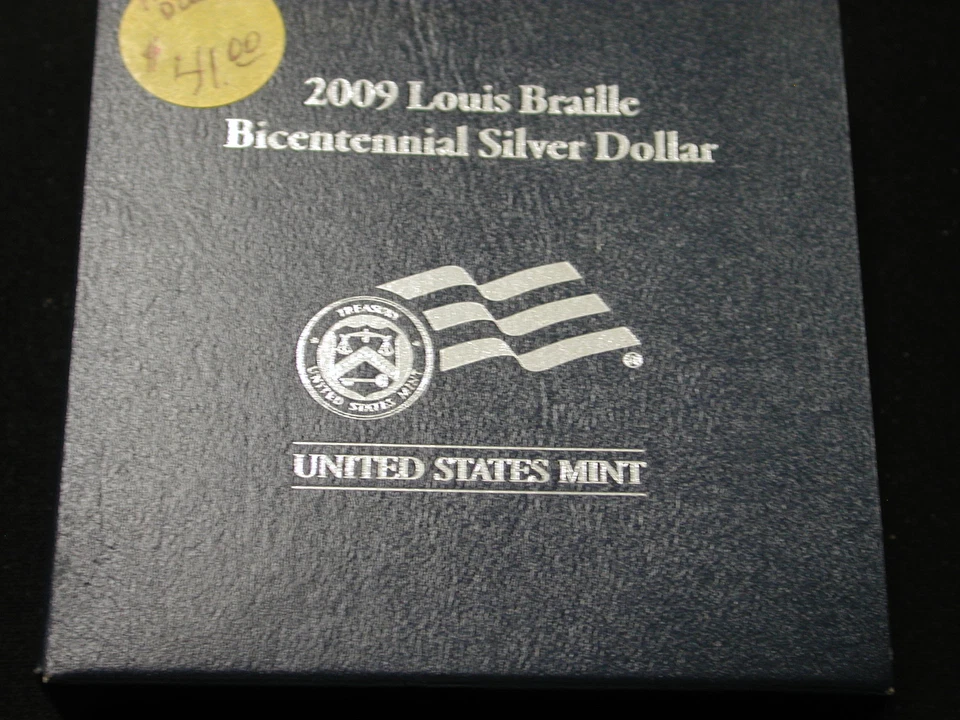 $ 41.00
2009 Louis Braille
Bicentennial Silver Dollar
TREASURY
UNITED STATES MINT
UNITED STATES MINT